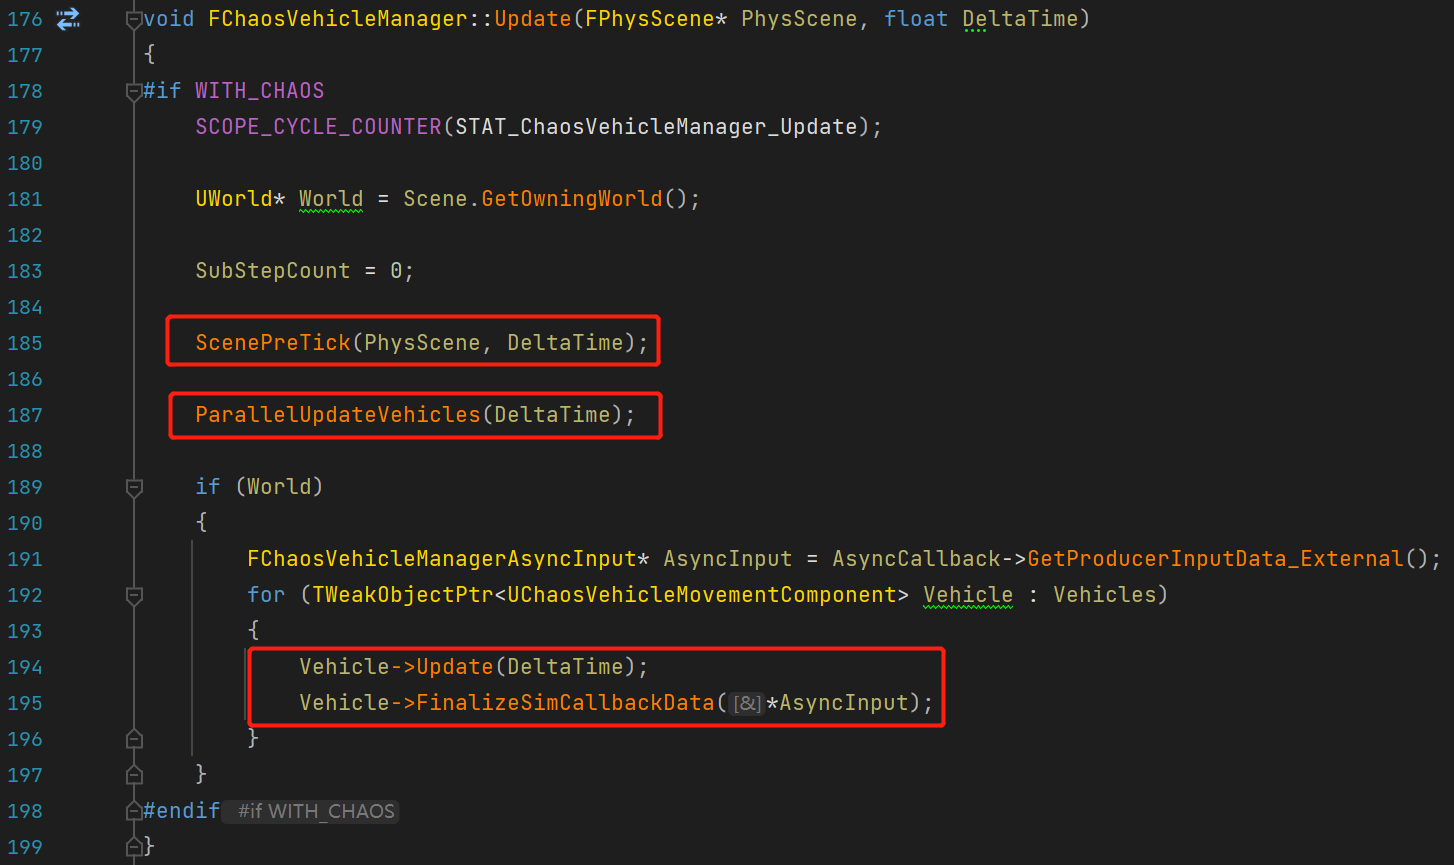 176 void FChaosVehicleManager::Update(FPhysScene* PhysScene, float DeltaTime)
177 {
178 #if WITH_CHAOS
179 SCOPE_CYCLE_COUNTER(STAT_ChaosVehicleManager_Update);
180
181 UWorld* World = Scene.GetOwningWorld();
182
183 SubStepCount = 0;
184
185 ScenePreTick(PhysScene, DeltaTime);
186
187 ParallelUpdateVehicles(DeltaTime);
188
189 if (World)
190 {
191 FChaosVehicleManagerAsyncInput* AsyncInput = AsyncCallback->GetProducerInputData_External();
192 for (TWeakObjectPtr<UChaosVehicleMovementComponent> Vehicle : Vehicles)
193 {
194 Vehicle->Update(DeltaTime);
195 Vehicle->FinalizeSimCallbackData([&]*AsyncInput);
196 }
197 }
198 #endif #if WITH_CHAOS
199 }